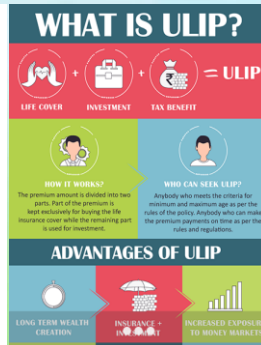 WHAT IS ULIP?
+ + = ULIP
LIFE COVER INVESTMENT TAX BENEFIT
HOW IT WORKS?
The premium amount is divided into two
parts. Part of the premium is
kept exclusively for buying the life
insurance cover while the remaining part
is used for investment.
WHO CAN SEEK ULIP?
Anybody who meets the criteria for
minimum and maximum age as per the
rules of the policy. Anybody who can make
the premium payments on time as per the
rules and regulations.
ADVANTAGES OF ULIP
LONG TERM WEALTH
CREATION
INSURANCE +
INVESTMENT
INCREASED EXPOSURE
TO MONEY MARKETS